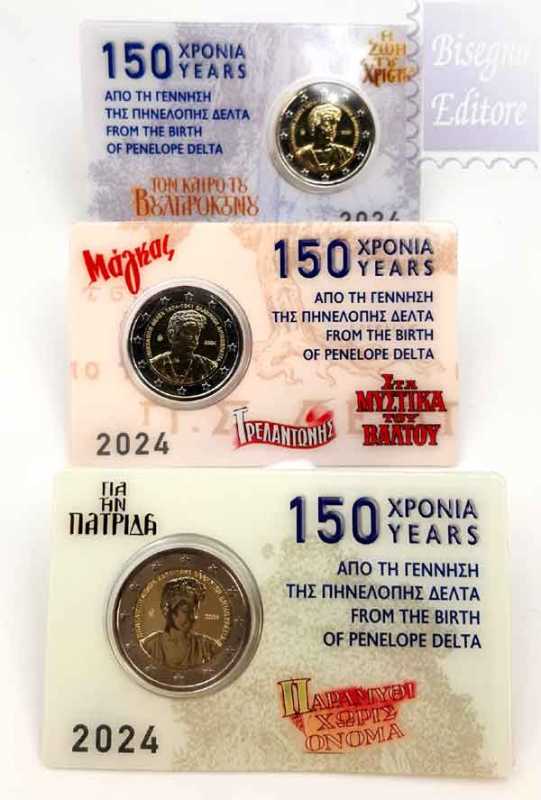 Bisegna
Editore
150 ΧΡΟΝΙΑ
YEARS
Η
ΖΩΗ
ΤΟΥ
ΧΡΙΣΤΟΥ
ΑΠΟ ΤΗ ΓΕΝΝΗΣΗ
ΤΗΣ ΠΗΝΕΛΟΠΗΣ ΔΕΛΤΑ
FROM THE BIRTH
OF PENELOPE DELTA
ΤΟΝ ΚΑΙΡΟ ΤΟΥ
ΒΟΥΛΓΑΡΟΚΤΟΝΟΥ
2024
Μάγκας
150 ΧΡΟΝΙΑ
YEARS
ΑΠΟ ΤΗ ΓΕΝΝΗΣΗ
ΤΗΣ ΠΗΝΕΛΟΠΗΣ ΔΕΛΤΑ
FROM THE BIRTH
OF PENELOPE DELTA
2024
ΤΡΕΛΑΝΤΩΝΗΣ
ΣΤΑ
ΜΥΣΤΙΚΑ
ΤΟΥ
ΒΑΛΤΟΥ
ΓΙΑ
ΤΗΝ
ΠΑΤΡΙΔΑ
150 ΧΡΟΝΙΑ
YEARS
ΑΠΟ ΤΗ ΓΕΝΝΗΣΗ
ΤΗΣ ΠΗΝΕΛΟΠΗΣ ΔΕΛΤΑ
FROM THE BIRTH
OF PENELOPE DELTA
2024
ΠΑΡΑΜΥΘΙ
ΧΩΡΙΣ
ΟΝΟΜΑ